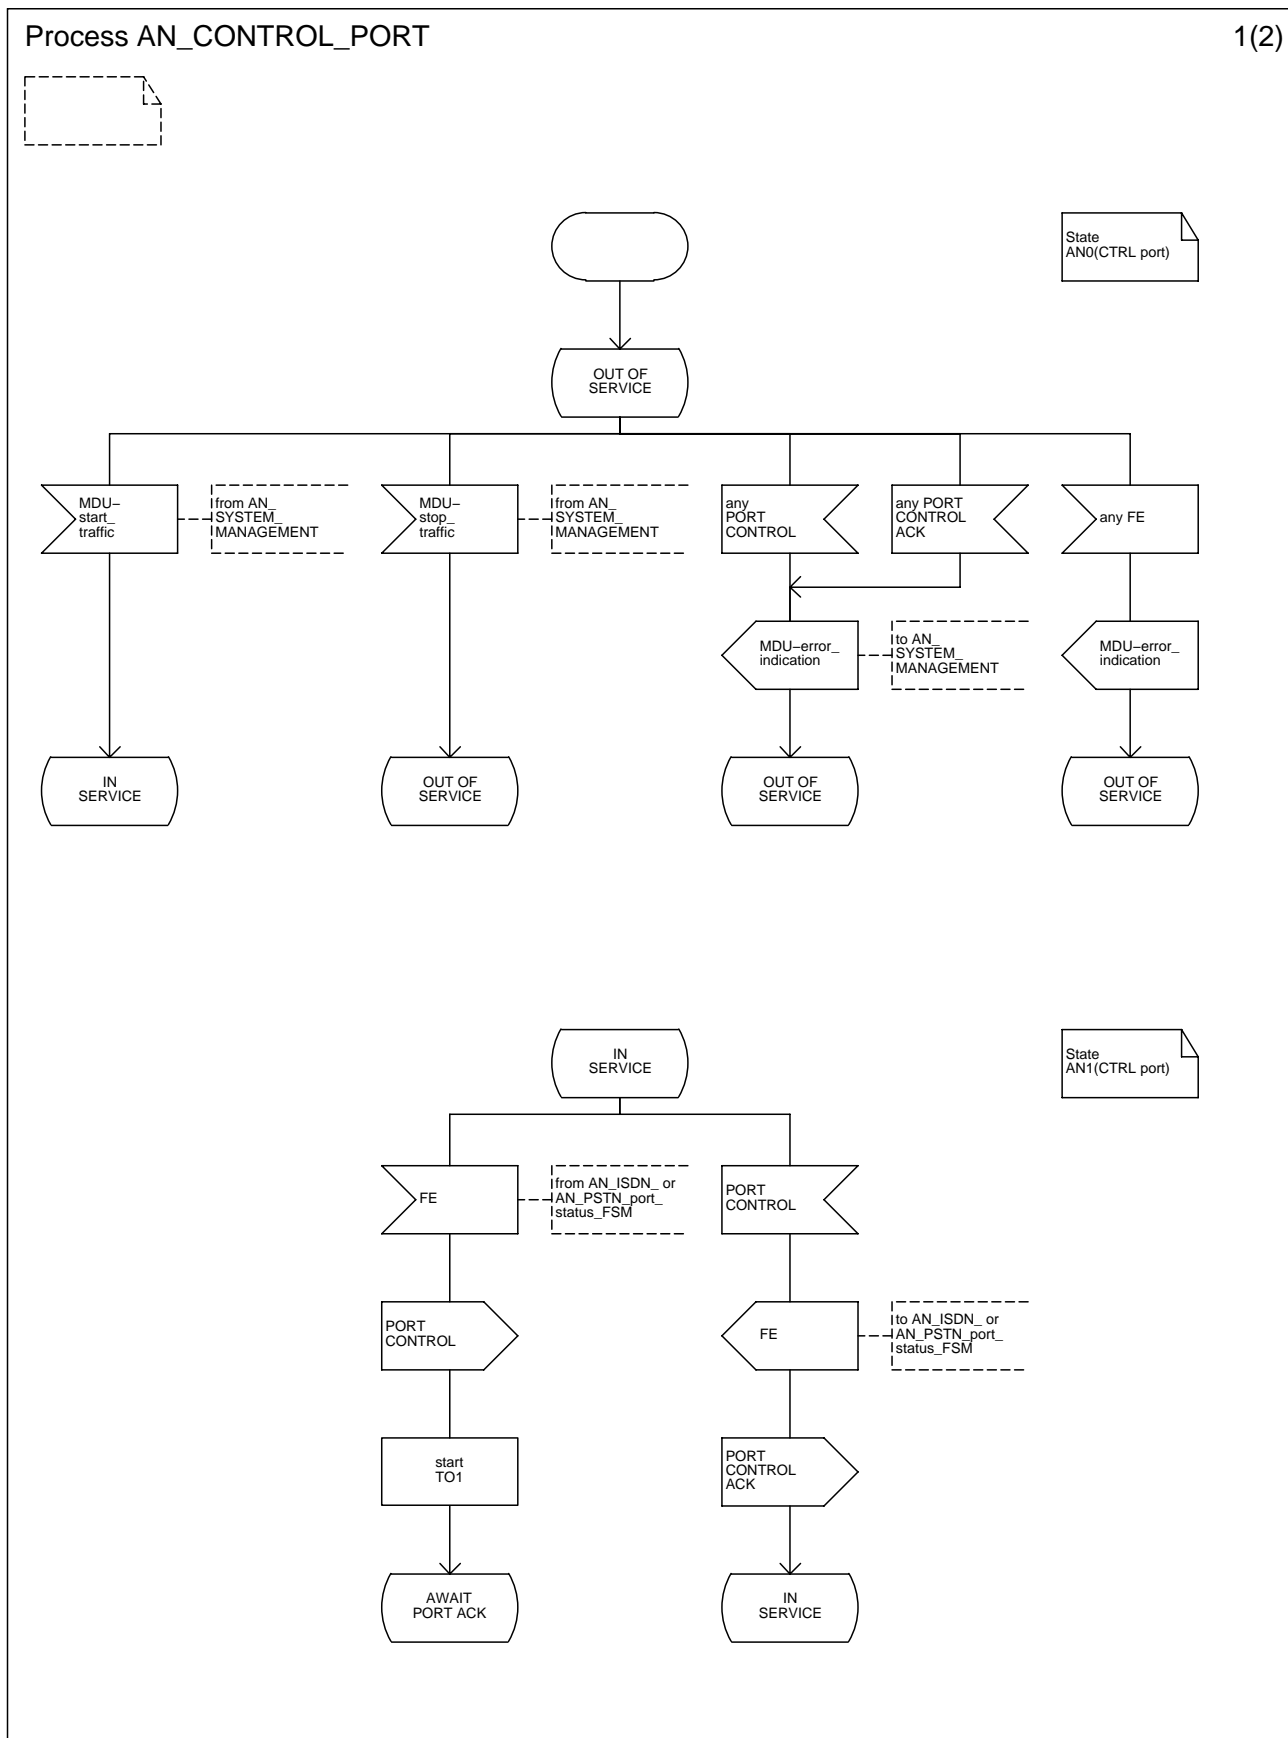 Process AN_CONTROL_PORT
1(2)
State
AN0(CTRL port)
OUT OF
SERVICE
MDU–
start_
traffic
from AN_
SYSTEM_
MANAGEMENT
MDU–
stop_
traffic
from AN_
SYSTEM_
MANAGEMENT
any
PORT
CONTROL
any PORT
CONTROL
ACK
any FE
MDU–error_
indication
to AN_
SYSTEM_
MANAGEMENT
MDU–error_
indication
IN
SERVICE
OUT OF
SERVICE
OUT OF
SERVICE
OUT OF
SERVICE
IN
SERVICE
State
AN1(CTRL port)
FE
from AN_ISDN_ or
AN_PSTN_port_
status_FSM
PORT
CONTROL
PORT
CONTROL
FE
to AN_ISDN_ or
AN_PSTN_port_
status_FSM
start
TO1
PORT
CONTROL
ACK
AWAIT
PORT ACK
IN
SERVICE